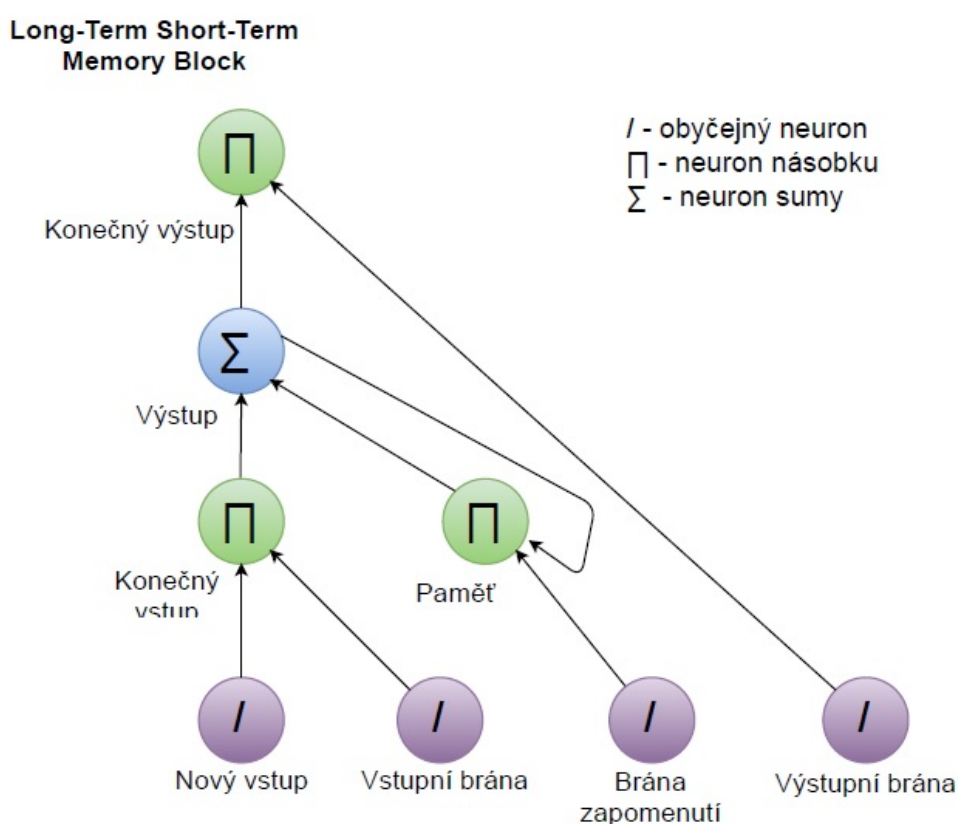 Long-Term Short-Term
Memory Block
I - obyčejný neuron
∏ - neuron násobku
∑ - neuron sumy
∏
Konečný výstup
∑
Výstup
∏
∏
Konečný
vstup
Paměť
I
I
I
I
Nový vstup
Vstupní brána
Brána
zapomenutí
Výstupní brána